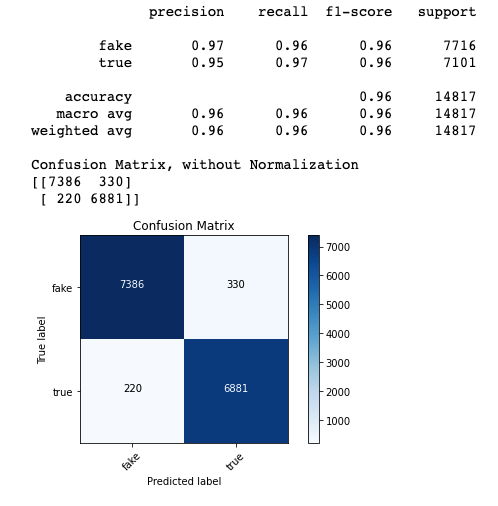 precision recall f1-score support
fake 0.97 0.96 0.96 7716
true 0.95 0.97 0.96 7101
accuracy 0.96 14817
macro avg 0.96 0.96 0.96 14817
weighted avg 0.96 0.96 0.96 14817
Confusion Matrix, without Normalization
[[7386 330]
[ 220 6881]]
Confusion Matrix
True label
fake
true
7386 330
220 6881
fake true
Predicted label
7000
6000
5000
4000
3000
2000
1000